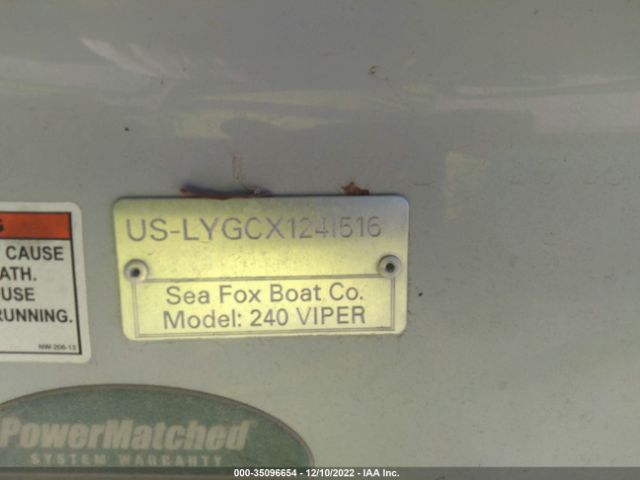 US-LYGCX124I516
Sea Fox Boat Co.
Model: 240 VIPER
CAUSE
ATH.
USE
RUNNING.
NW-206-13
PowerMatched
SYSTEM WARRANTY
000-35096654 - 12/10/2022 - IAA Inc.